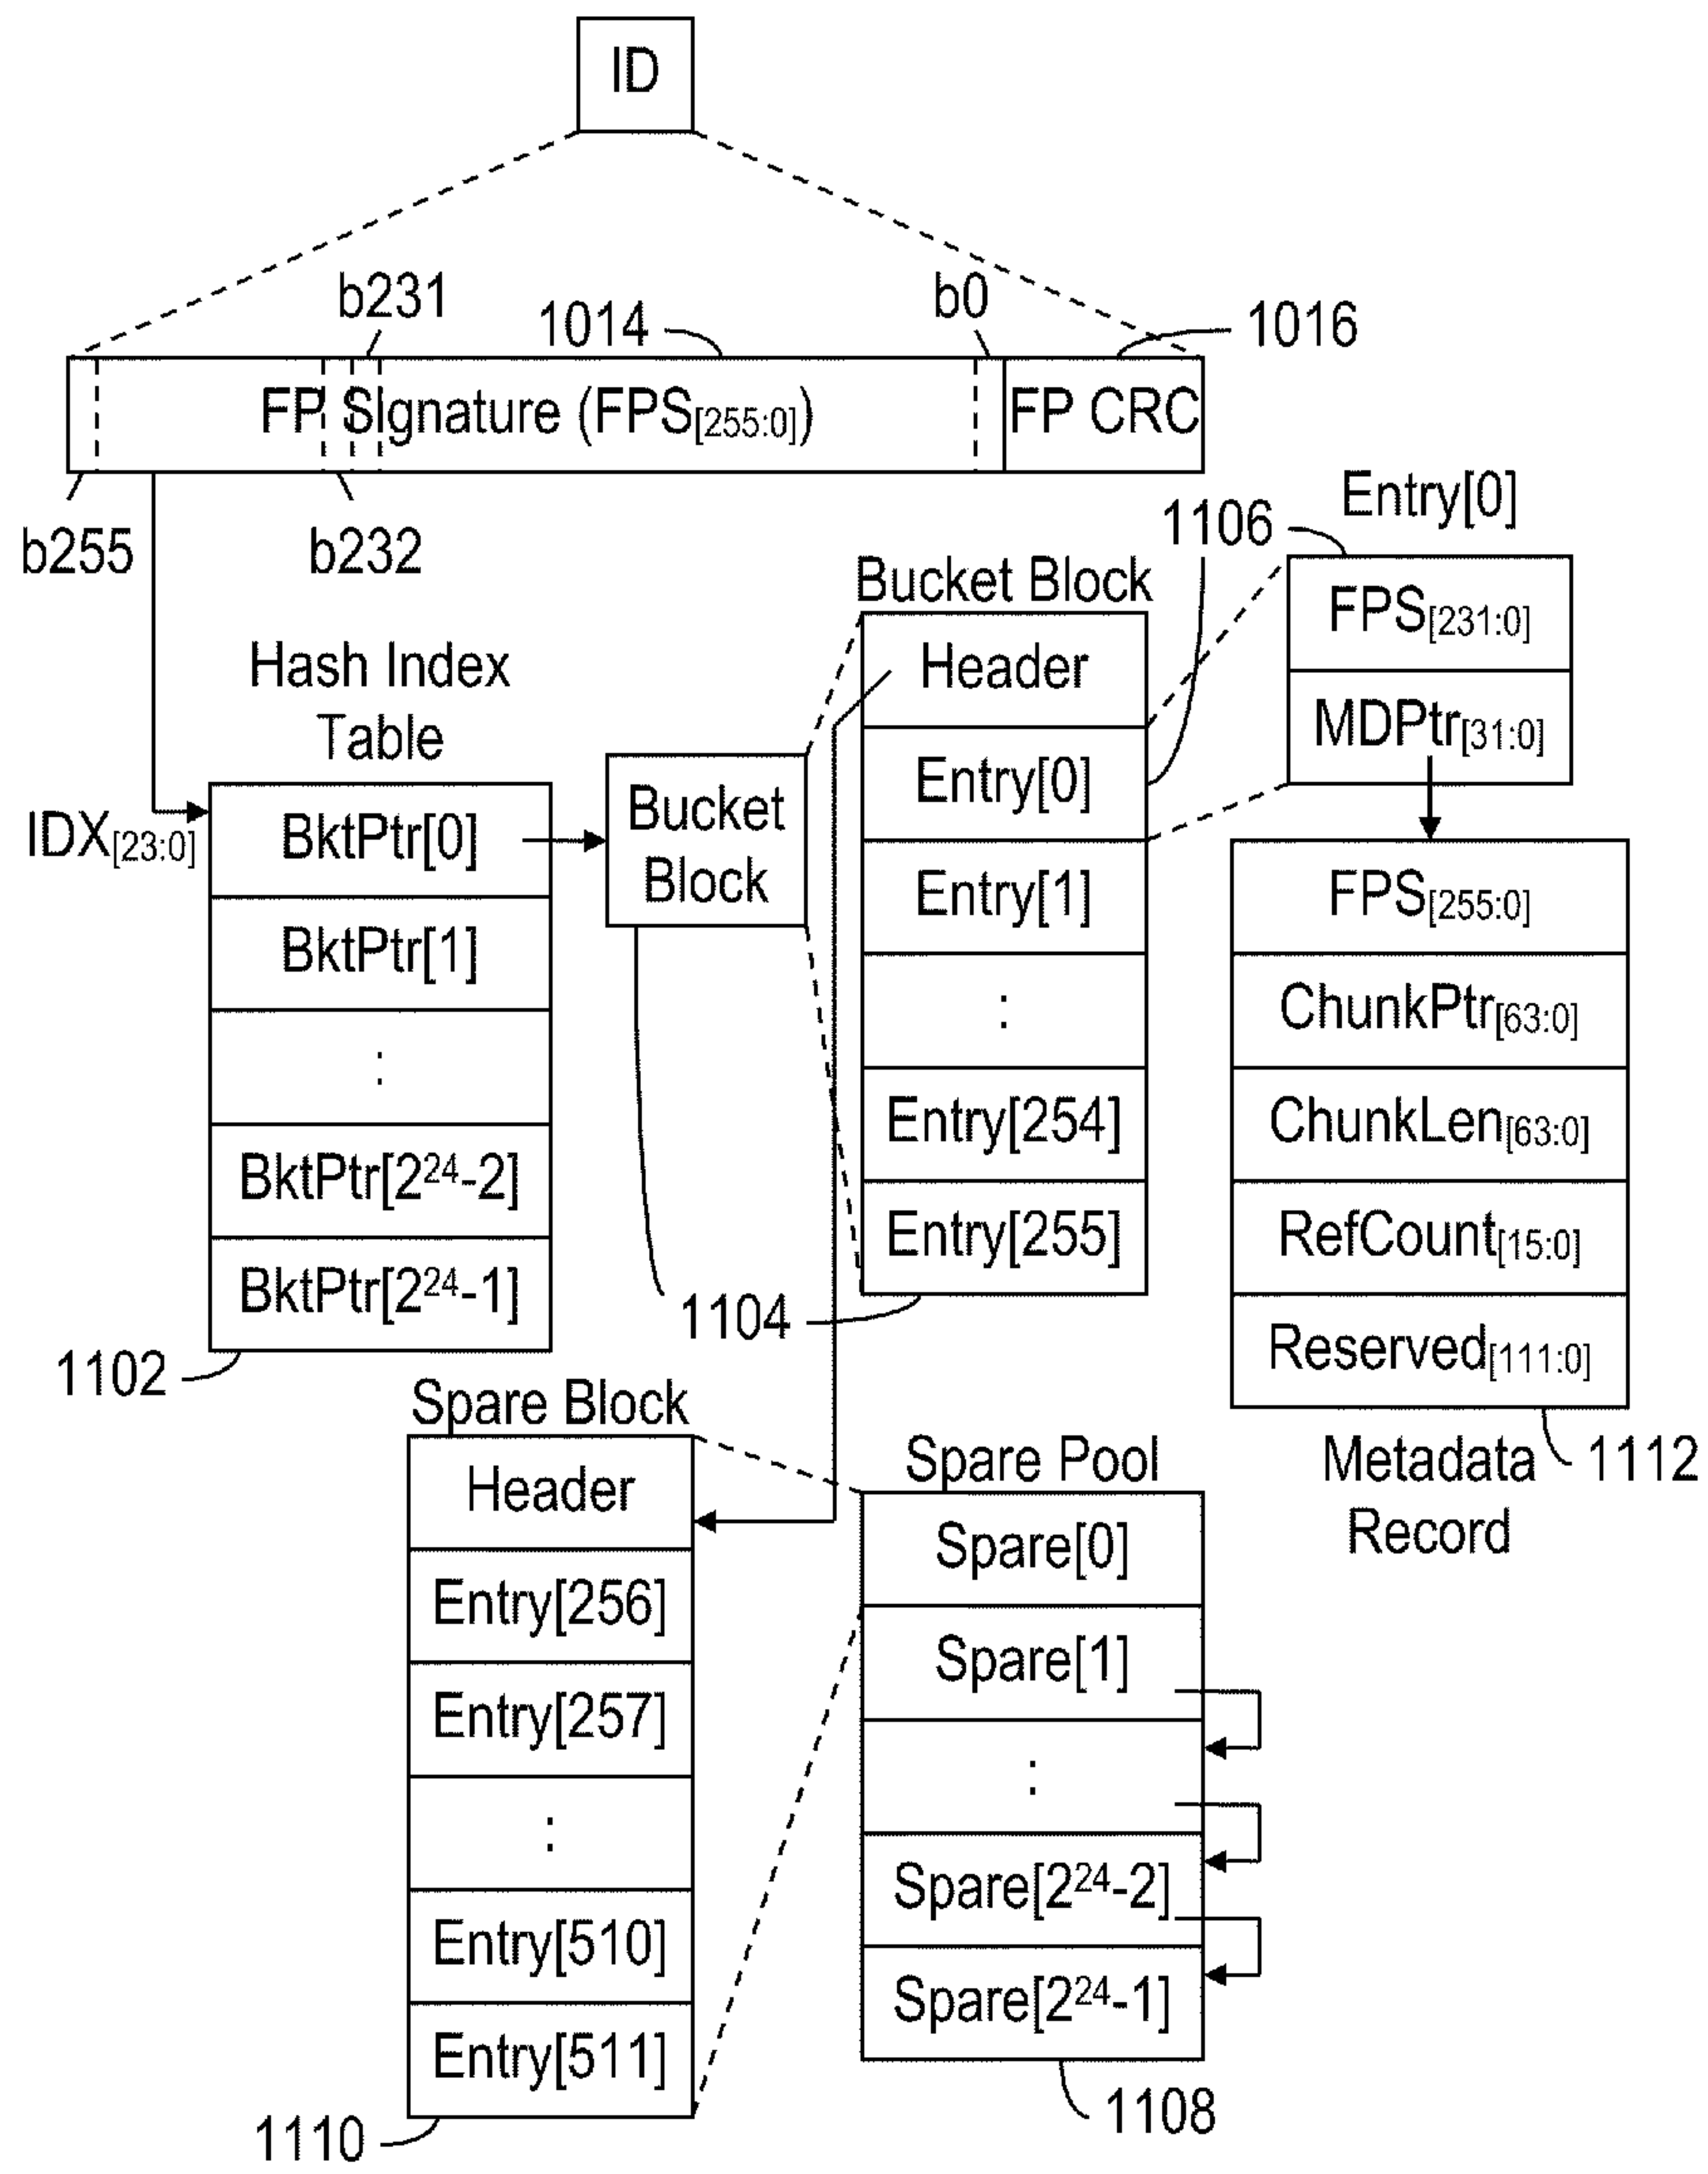 ID
b231
1014
b0
1016
FP Signature (FPS[255:0])
FP CRC
b255
b232
1106
Entry[0]
Hash Index
Table
IDX[23:0]
BktPtr[0]
BktPtr[1]
:
BktPtr[2^24-2]
BktPtr[2^24-1]
1102
Bucket
Block
Bucket Block
Header
Entry[0]
Entry[1]
:
Entry[254]
Entry[255]
1104
FPS[231:0]
MDPtr[31:0]
FPS[255:0]
ChunkPtr[63:0]
ChunkLen[63:0]
RefCount[15:0]
Reserved[111:0]
Metadata
Record
1112
Spare Block
Header
Entry[256]
Entry[257]
:
Entry[510]
Entry[511]
1110
Spare Pool
Spare[0]
Spare[1]
:
Spare[2^24-2]
Spare[2^24-1]
1108